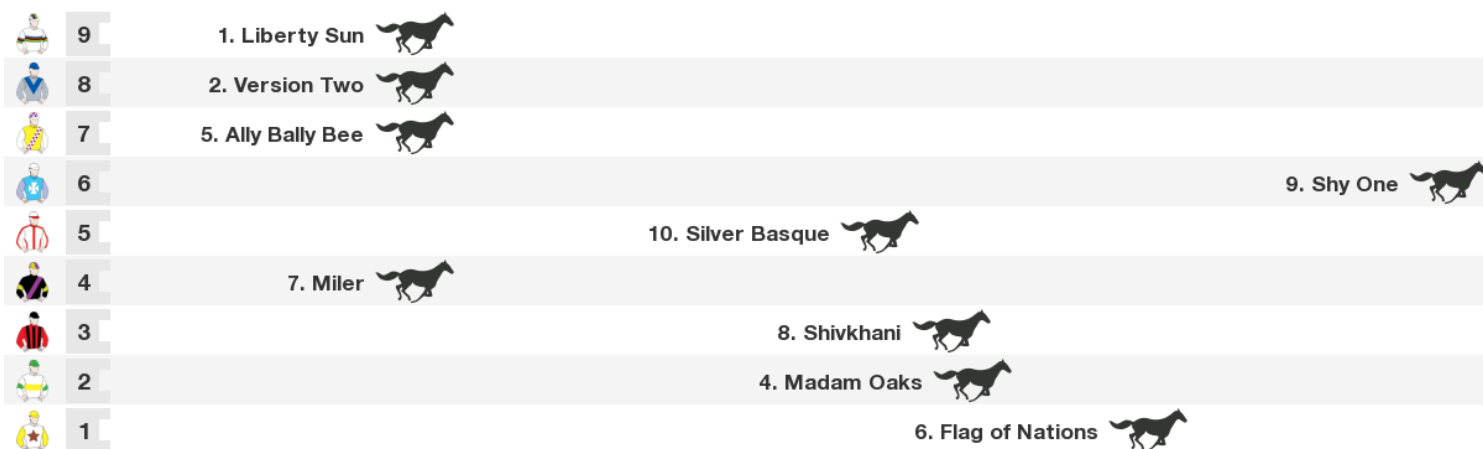 9 1. Liberty Sun
8 2. Version Two
7 5. Ally Bally Bee
6 9. Shy One
5 10. Silver Basque
4 7. Miler
3 8. Shivkhani
2 4. Madam Oaks
1 6. Flag of Nations